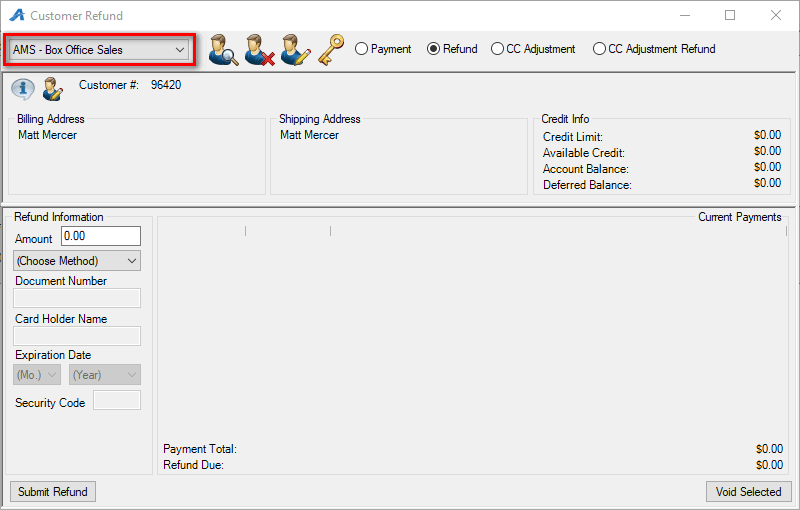 Customer Refund
AMS - Box Office Sales
Payment
Refund
CC Adjustment
CC Adjustment Refund
Customer #: 96420
Billing Address
Matt Mercer
Shipping Address
Matt Mercer
Credit Info
Credit Limit: $0.00
Available Credit: $0.00
Account Balance: $0.00
Deferred Balance: $0.00
Refund Information
Amount 0.00
(Choose Method)
Document Number
Card Holder Name
Expiration Date
(Mo.) (Year)
Security Code
Current Payments
Payment Total: $0.00
Refund Due: $0.00
Submit Refund
Void Selected